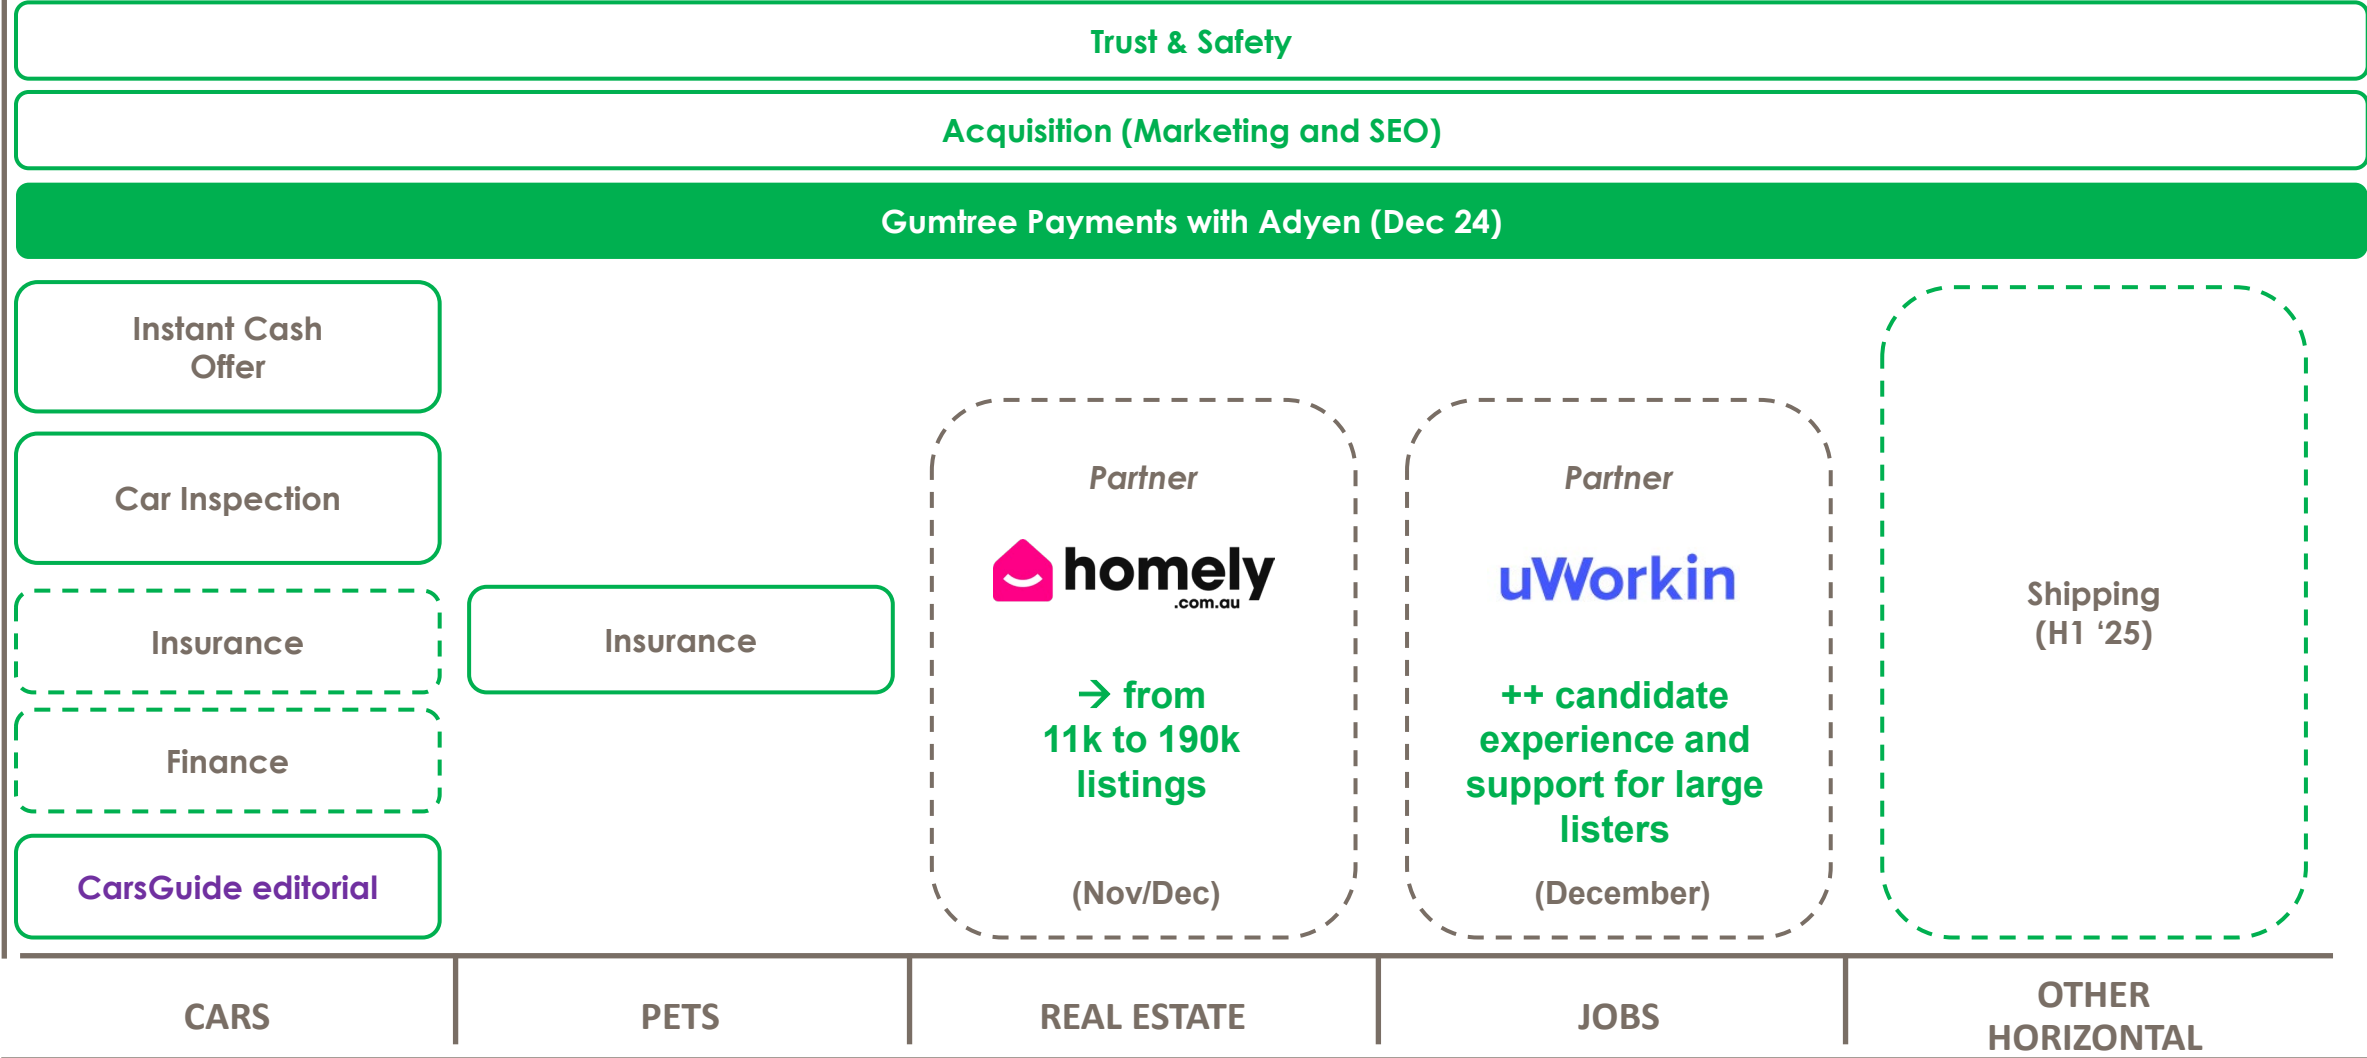 Trust & Safety
Acquisition (Marketing and SEO)
Gumtree Payments with Adyen (Dec 24)
Instant Cash
Offer
Car Inspection
Insurance
Finance
CarsGuide editorial
Insurance
Partner
homely
.com.au
→ from
11k to 190k
listings
(Nov/Dec)
Partner
uWorkin
++ candidate
experience and
support for large
listers
(December)
Shipping
(H1 ‘25)
CARS
PETS
REAL ESTATE
JOBS
OTHER
HORIZONTAL